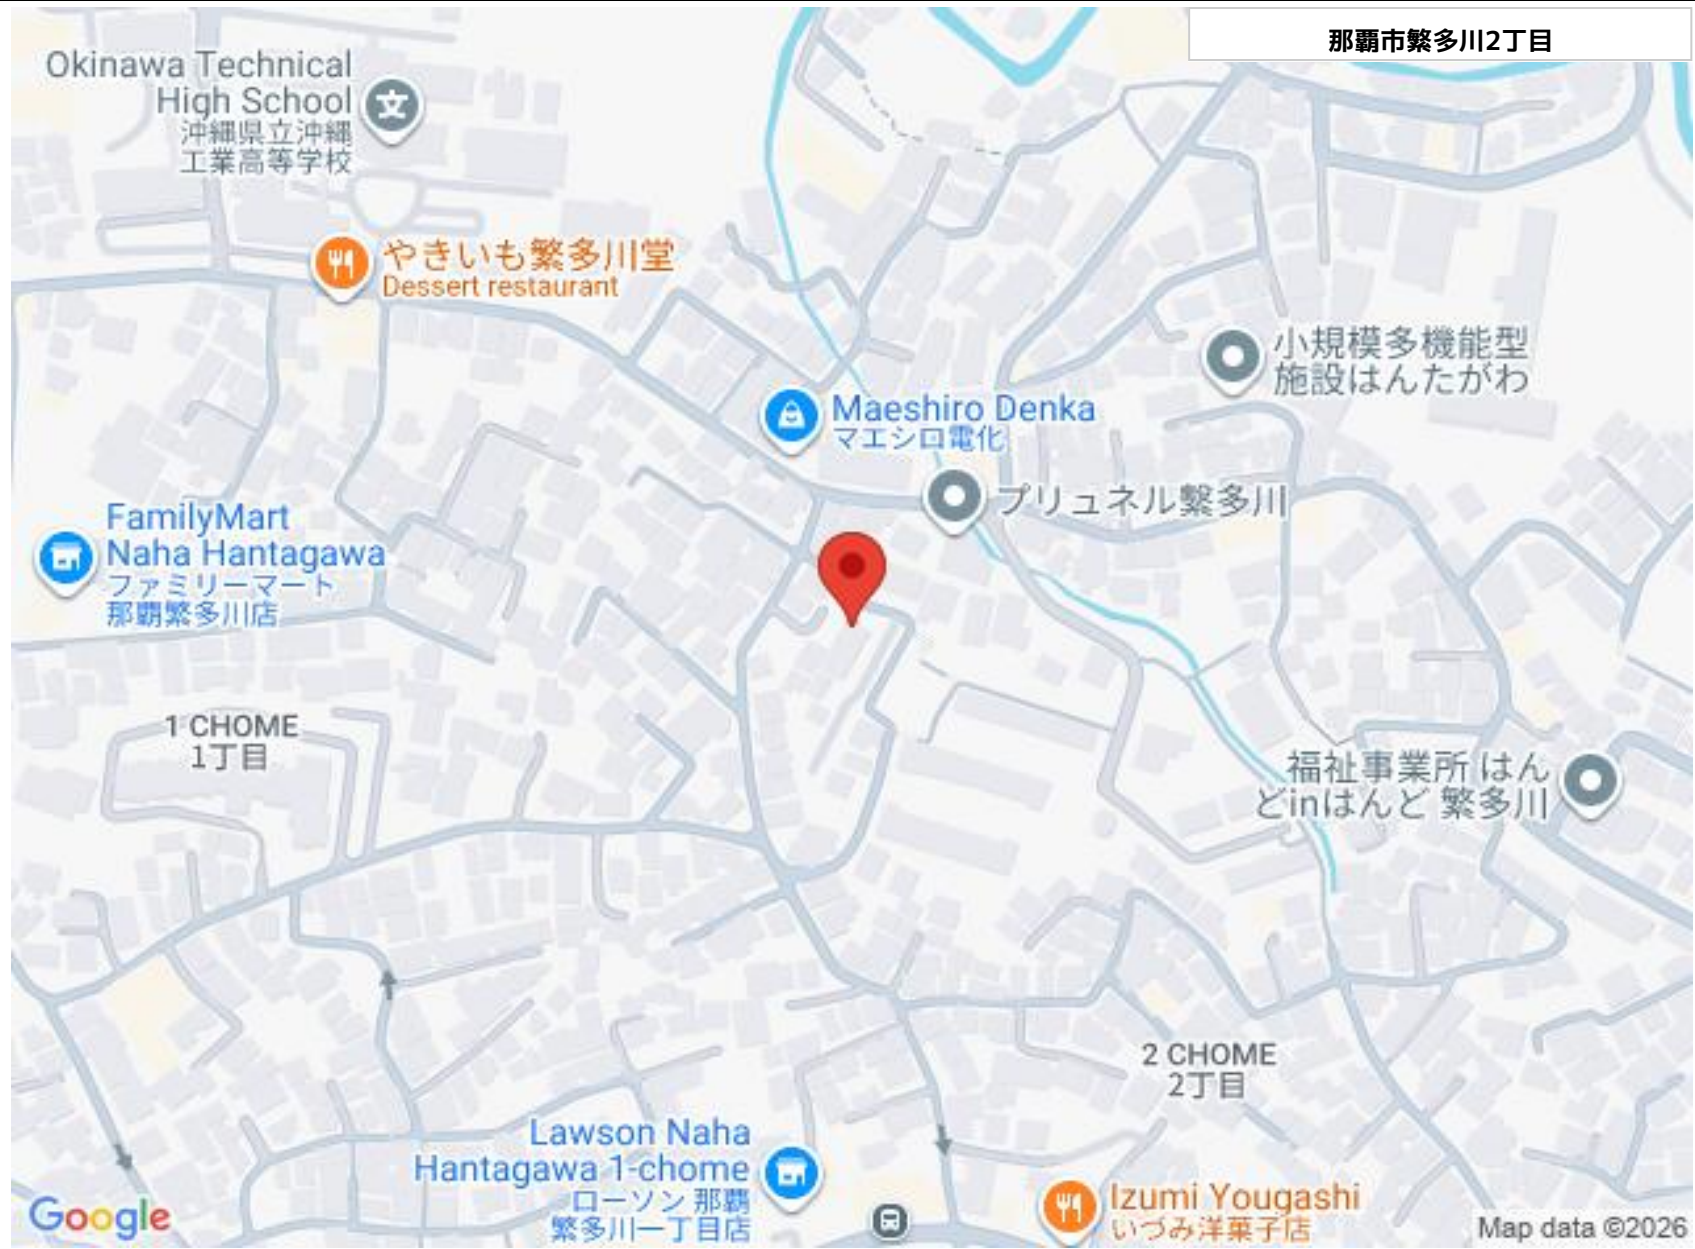 那覇市繁多川2丁目
Okinawa Technical
High School
沖縄県立沖縄
工業高等学校
やきいも繁多川堂
Dessert restaurant
小規模多機能型
施設はんたがわ
Maeshiro Denka
マエシロ電化
プリュネル繁多川
FamilyMart
Naha Hantagawa
ファミリーマート
那覇繁多川店
1 CHOME
1丁目
福祉事業所 はん
どinはんど 繁多川
2 CHOME
2丁目
Lawson Naha
Hantagawa 1-chome
ローソン 那覇
繁多川一丁目店
Izumi Yougashi
いづみ洋菓子店
Google
Map data ©2026